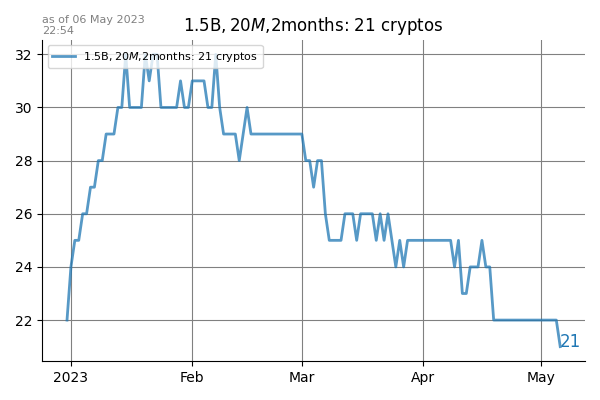 as of 06 May 2023
22:54
1.5B, 20M,2months: 21 cryptos
1.5B, 20M,2months: 21 cryptos
32
30
28
26
24
22
21
2023
Feb
Mar
Apr
May